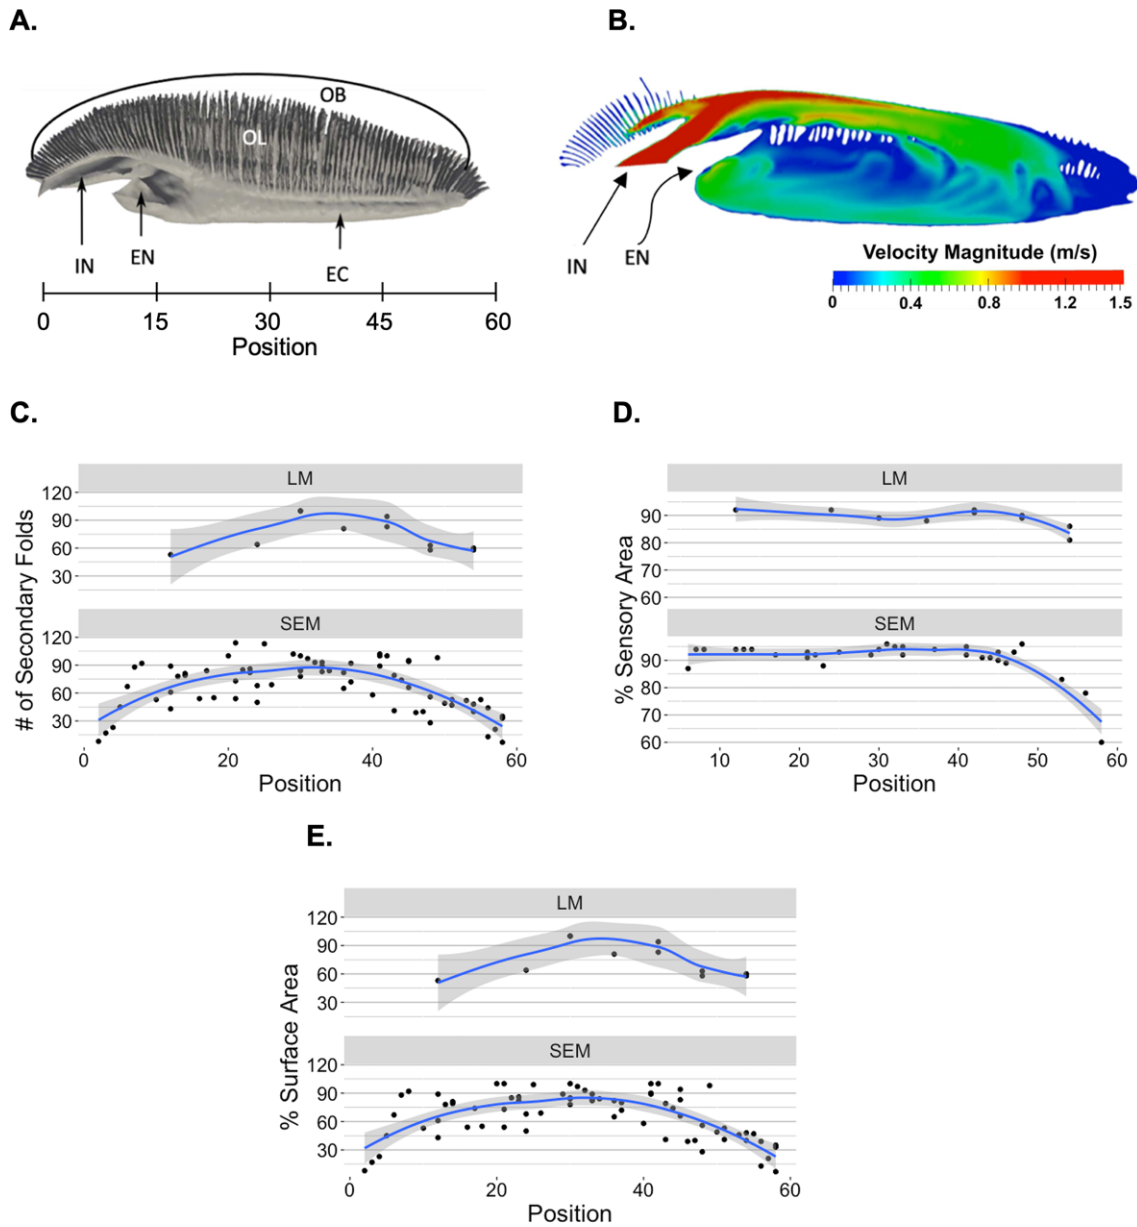 A.
B.
OB
OL
IN
EN
EC
0 15 30 45 60
Position
IN
EN
Velocity Magnitude (m/s)
0 0.4 0.8 1.2 1.5
C.
D.
LM
120
90
60
30
SEM
120
90
60
30
0 20 40 60
Position
# of Secondary Folds
LM
90
80
70
60
SEM
90
80
70
60
10 20 30 40 50 60
Position
% Sensory Area
E.
LM
120
90
60
30
SEM
120
90
60
30
0 20 40 60
Position
% Surface Area